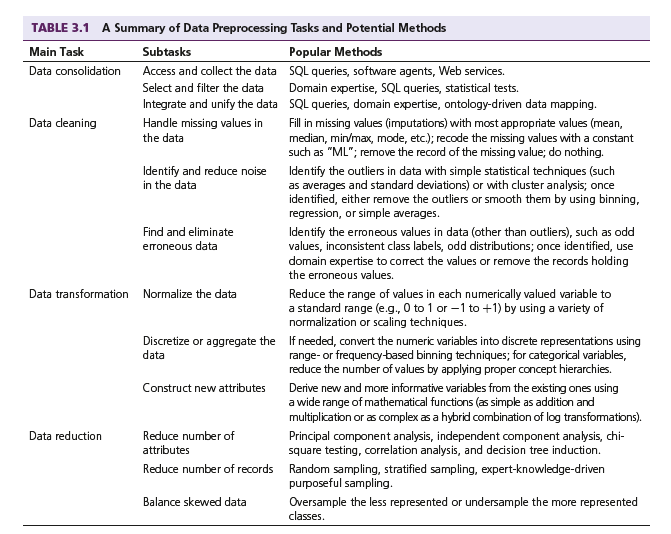 TABLE 3.1 A Summary of Data Preprocessing Tasks and Potential Methods
Main Task Subtasks Popular Methods
Data consolidation Access and collect the data SQL queries, software agents, Web services.
Select and filter the data Domain expertise, SQL queries, statistical tests.
Integrate and unify the data SQL queries, domain expertise, ontology-driven data mapping.
Data cleaning Handle missing values in Fill in missing values (imputations) with most appropriate values (mean,
the data median, min/max, mode, etc.); recode the missing values with a constant
such as "ML"; remove the record of the missing value; do nothing.
Identify and reduce noise Identify the outliers in data with simple statistical techniques (such
in the data as averages and standard deviations) or with cluster analysis; once
identified, either remove the outliers or smooth them by using binning,
regression, or simple averages.
Find and eliminate Identify the erroneous values in data (other than outliers), such as odd
erroneous data values, inconsistent class labels, odd distributions; once identified, use
domain expertise to correct the values or remove the records holding
the erroneous values.
Data transformation Normalize the data Reduce the range of values in each numerically valued variable to
a standard range (e.g., 0 to 1 or −1 to +1) by using a variety of
normalization or scaling techniques.
Discretize or aggregate the If needed, convert the numeric variables into discrete representations using
data range- or frequency-based binning techniques; for categorical variables,
reduce the number of values by applying proper concept hierarchies.
Construct new attributes Derive new and more informative variables from the existing ones using
a wide range of mathematical functions (as simple as addition and
multiplication or as complex as a hybrid combination of log transformations).
Data reduction Reduce number of Principal component analysis, independent component analysis, chi-
attributes square testing, correlation analysis, and decision tree induction.
Reduce number of records Random sampling, stratified sampling, expert-knowledge-driven
purposeful sampling.
Balance skewed data Oversample the less represented or undersample the more represented
classes.